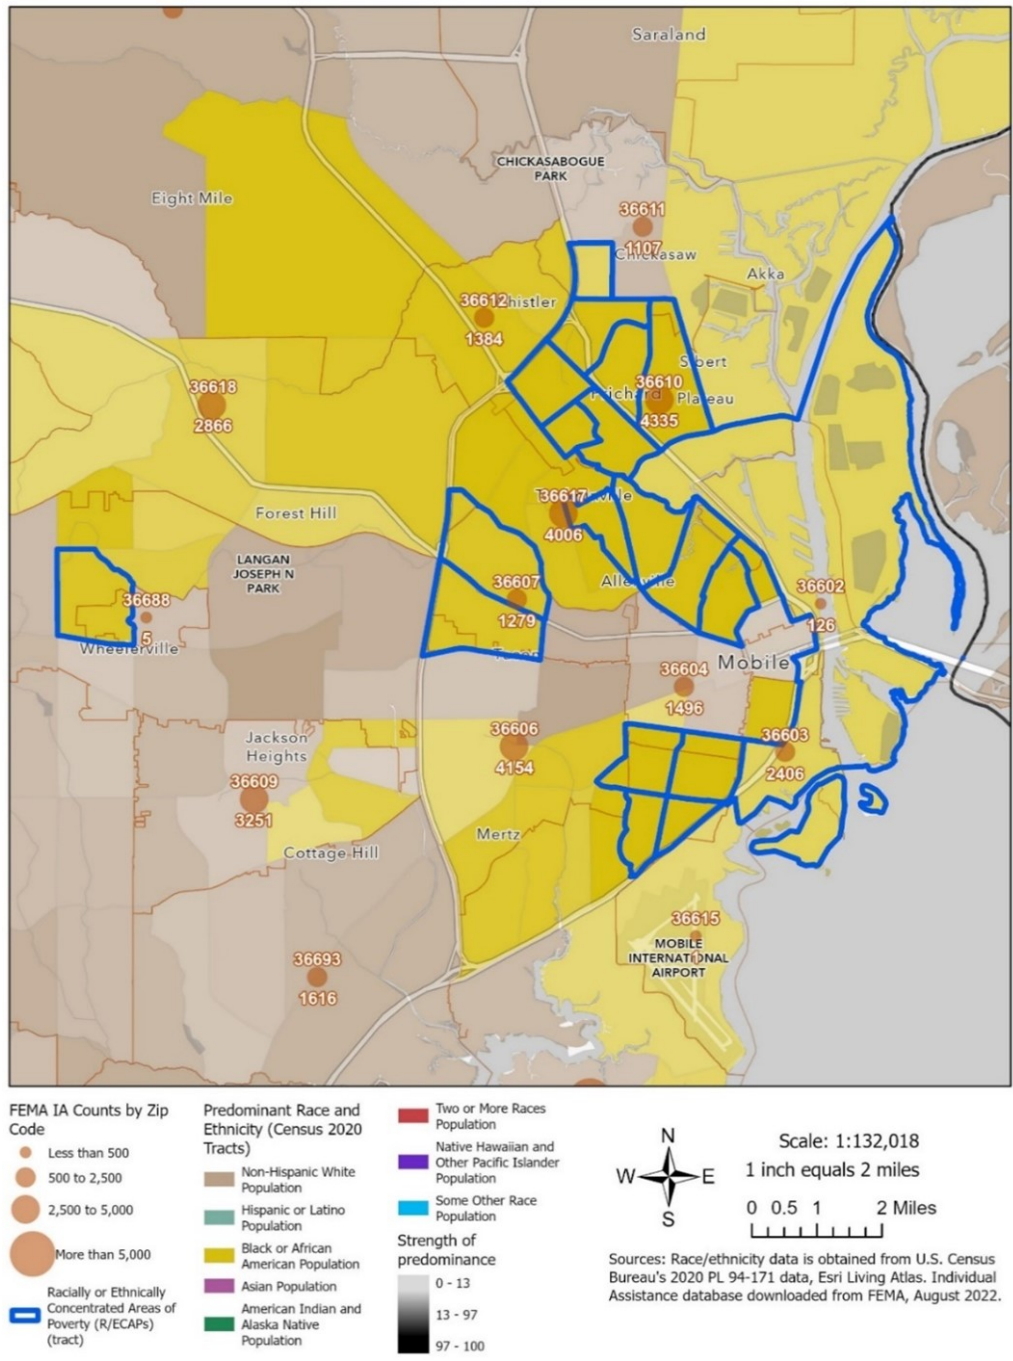 Saraland
CHICKASABOGUE
PARK
Eight Mile
36611
1107
Chickasaw
Akka
36612
histler
1384
Sibert
36618
2866
36610
Prichard
Plateau
4335
36617
4006
Forest Hill
LANGAN
JOSEPH N
PARK
36607
1279
36688
5
Wheelerville
36602
126
Mobile
36604
1496
36606
4154
36603
2406
Jackson
Heights
36609
3251
Mertz
Cottage Hill
36615
MOBILE
INTERNATIONAL
AIRPORT
36693
1616
FEMA IA Counts by Zip
Code
Less than 500
500 to 2,500
2,500 to 5,000
More than 5,000
Racially or Ethnically
Concentrated Areas of
Poverty (R/ECAPs)
(tract)
Predominant Race and
Ethnicity (Census 2020
Tracts)
Non-Hispanic White
Population
Hispanic or Latino
Population
Black or African
American Population
Asian Population
American Indian and
Alaska Native
Population
Two or More Races
Population
Native Hawaiian and
Other Pacific Islander
Population
Some Other Race
Population
Strength of
predominance
0 - 13
13 - 97
97 - 100
N
W
E
S
Scale: 1:132,018
1 inch equals 2 miles
0 0.5 1 2 Miles
Sources: Race/ethnicity data is obtained from U.S. Census
Bureau's 2020 PL 94-171 data, Esri Living Atlas. Individual
Assistance database downloaded from FEMA, August 2022.